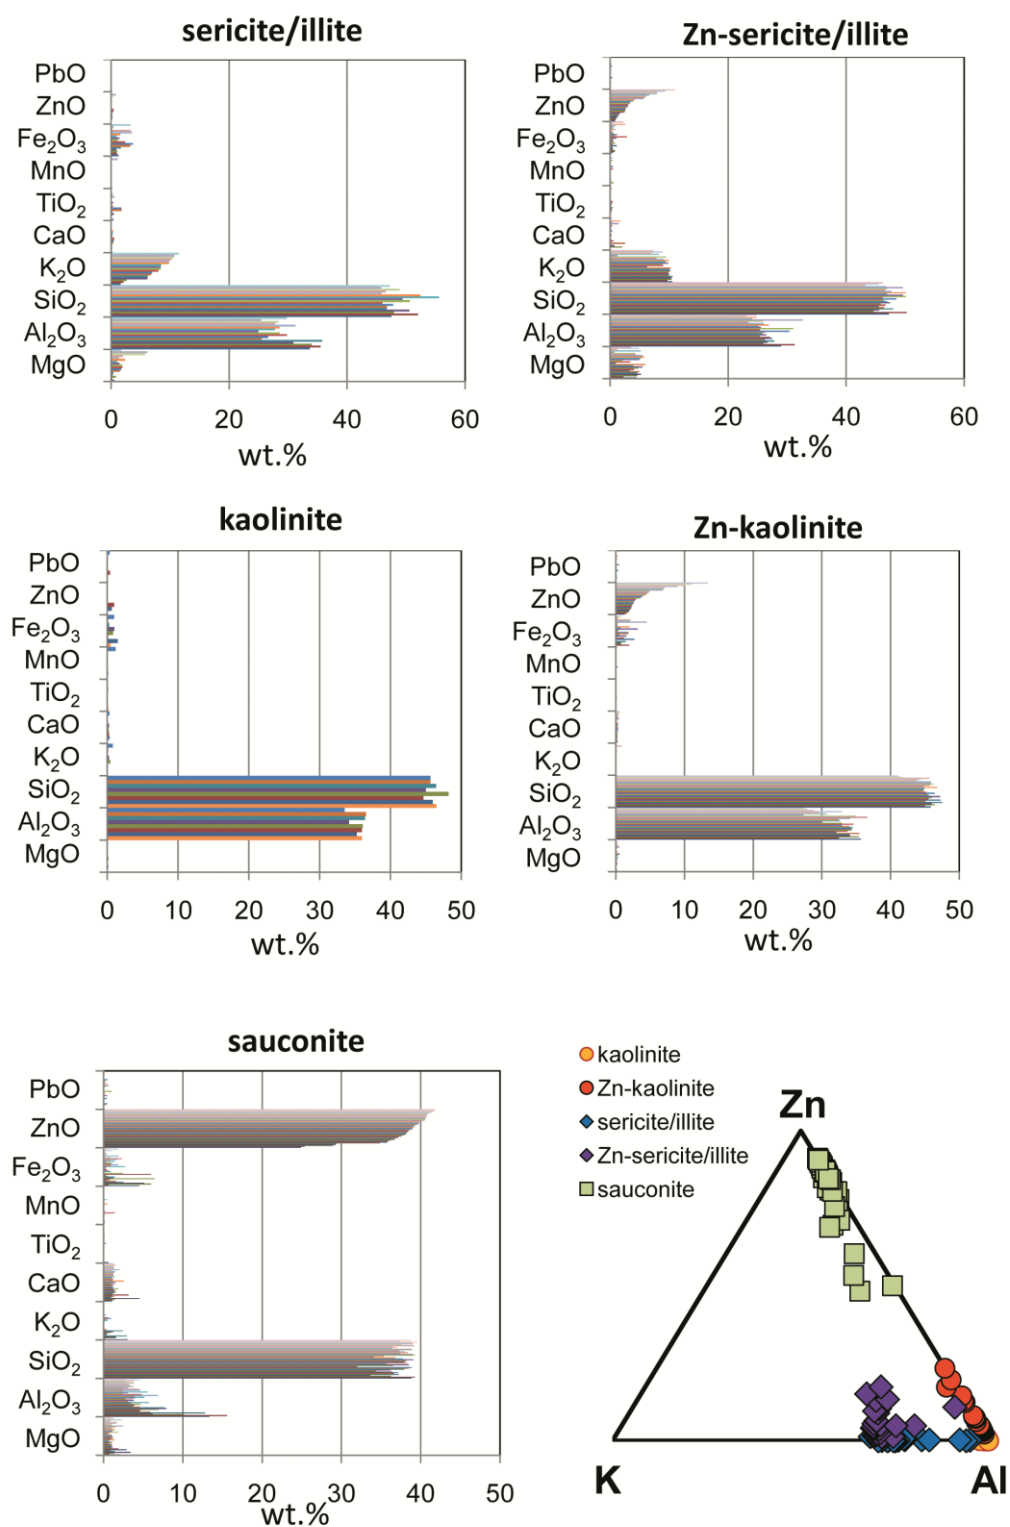 sericite/illite
PbO
ZnO
Fe₂O₃
MnO
TiO₂
CaO
K₂O
SiO₂
Al₂O₃
MgO
0 20 40 60
wt.%
Zn-sericite/illite
PbO
ZnO
Fe₂O₃
MnO
TiO₂
CaO
K₂O
SiO₂
Al₂O₃
MgO
0 20 40 60
wt.%
kaolinite
PbO
ZnO
Fe₂O₃
MnO
TiO₂
CaO
K₂O
SiO₂
Al₂O₃
MgO
0 10 20 30 40 50
wt.%
Zn-kaolinite
PbO
ZnO
Fe₂O₃
MnO
TiO₂
CaO
K₂O
SiO₂
Al₂O₃
MgO
0 10 20 30 40 50
wt.%
sauconite
PbO
ZnO
Fe₂O₃
MnO
TiO₂
CaO
K₂O
SiO₂
Al₂O₃
MgO
0 10 20 30 40 50
wt.%
kaolinite
Zn-kaolinite
sericite/illite
Zn-sericite/illite
sauconite
Zn
K Al